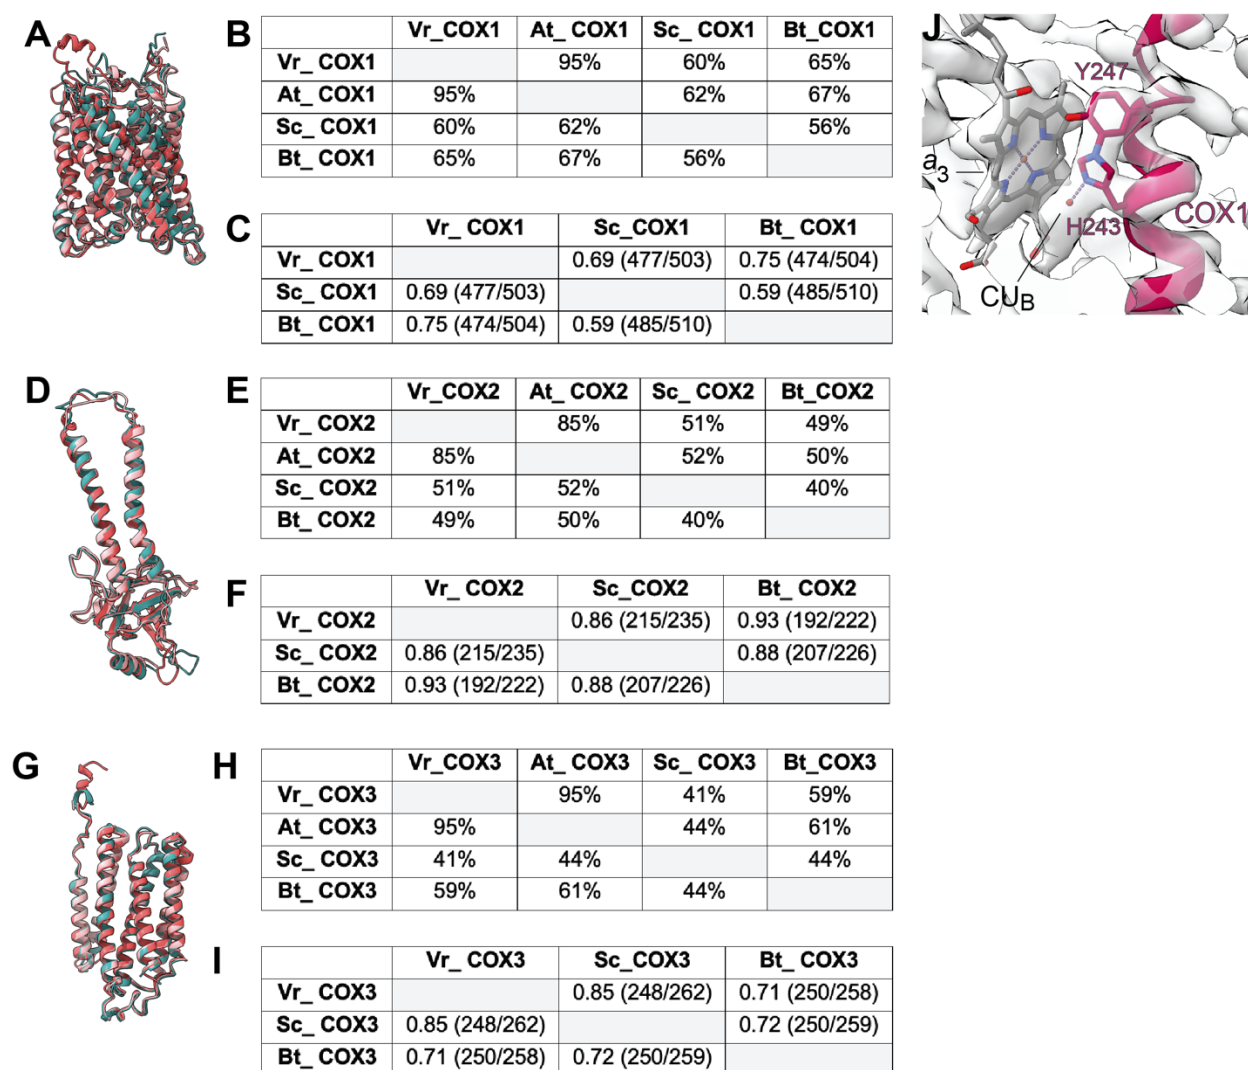 A
B
Vr_COX1 At_ COX1 Sc_ COX1 Bt_COX1
Vr_ COX1 95% 60% 65%
At_ COX1 95% 62% 67%
Sc_ COX1 60% 62% 56%
Bt_ COX1 65% 67% 56%
C
Vr_ COX1 Sc_COX1 Bt_ COX1
Vr_ COX1 0.69 (477/503) 0.75 (474/504)
Sc_ COX1 0.69 (477/503) 0.59 (485/510)
Bt_ COX1 0.75 (474/504) 0.59 (485/510)
D
E
Vr_COX2 At_ COX2 Sc_ COX2 Bt_COX2
Vr_ COX2 85% 51% 49%
At_ COX2 85% 52% 50%
Sc_ COX2 51% 52% 40%
Bt_ COX2 49% 50% 40%
F
Vr_ COX2 Sc_COX2 Bt_ COX2
Vr_ COX2 0.86 (215/235) 0.93 (192/222)
Sc_ COX2 0.86 (215/235) 0.88 (207/226)
Bt_ COX2 0.93 (192/222) 0.88 (207/226)
G
H
Vr_COX3 At_ COX3 Sc_ COX3 Bt_COX3
Vr_ COX3 95% 41% 59%
At_ COX3 95% 44% 61%
Sc_ COX3 41% 44% 44%
Bt_ COX3 59% 61% 44%
I
Vr_ COX3 Sc_COX3 Bt_ COX3
Vr_ COX3 0.85 (248/262) 0.71 (250/258)
Sc_ COX3 0.85 (248/262) 0.72 (250/259)
Bt_ COX3 0.71 (250/258) 0.72 (250/259)
J
Y247
a3
H243
COX1
CUB